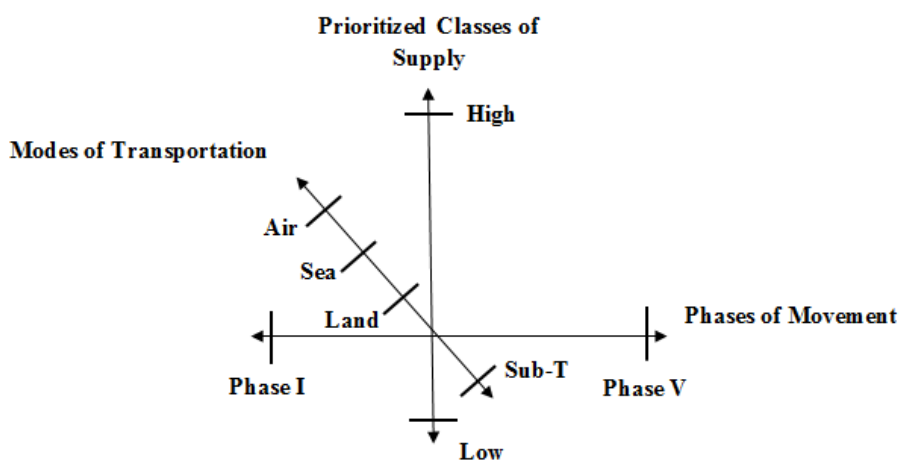 Prioritized Classes of
Supply
High
Modes of Transportation
Air
Sea
Land
Phases of Movement
Sub-T
Phase I
Phase V
Low